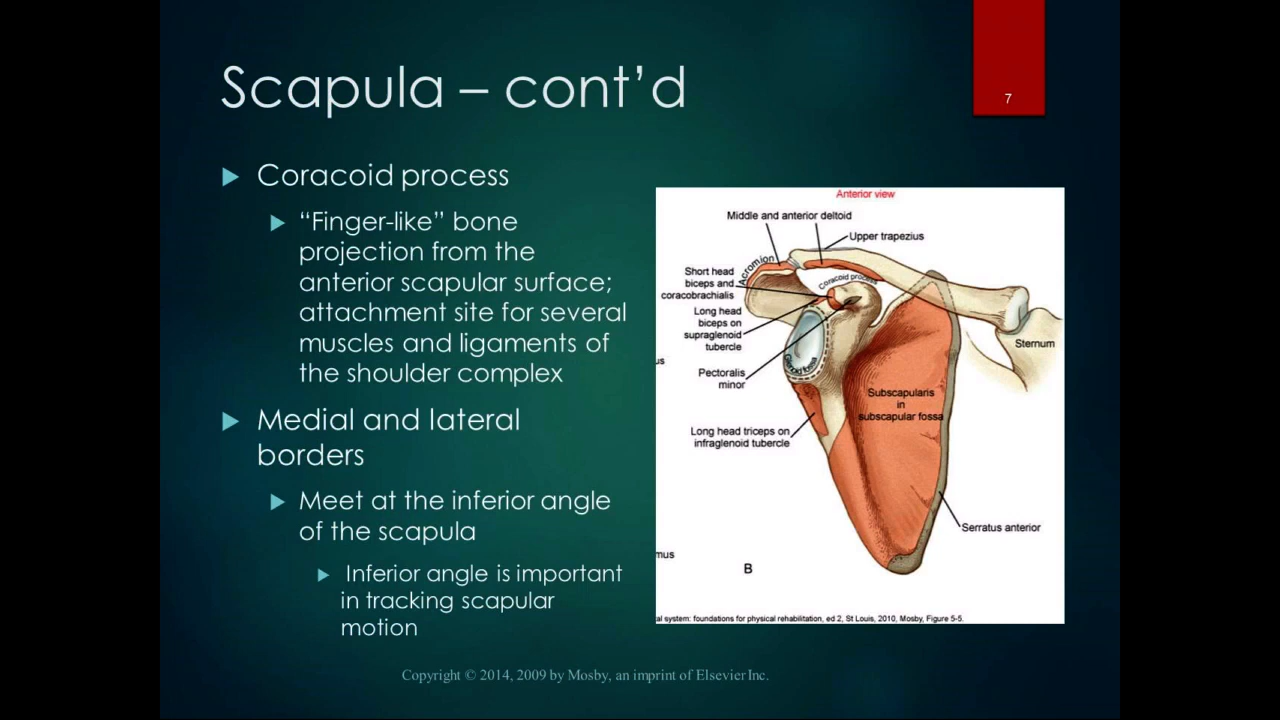 Scapula – cont’d
7
Coracoid process
“Finger-like” bone
projection from the
anterior scapular surface;
attachment site for several
muscles and ligaments of
the shoulder complex
Medial and lateral
borders
Meet at the inferior angle
of the scapula
Inferior angle is important
in tracking scapular
motion
Anterior view
Middle and anterior deltoid
Upper trapezius
Acromion
Short head
biceps and
coracobrachialis
Coracoid process
Long head
biceps on
supraglenoid
tubercle
Sternum
us
Glenoid fossa
Pectoralis
minor
Subscapularis
in
subscapular fossa
Long head triceps on
infraglenoid tubercle
Serratus anterior
mus
B
al system: foundations for physical rehabilitation, ed 2, St Louis, 2010, Mosby, Figure 5-5.
Copyright © 2014, 2009 by Mosby, an imprint of Elsevier Inc.